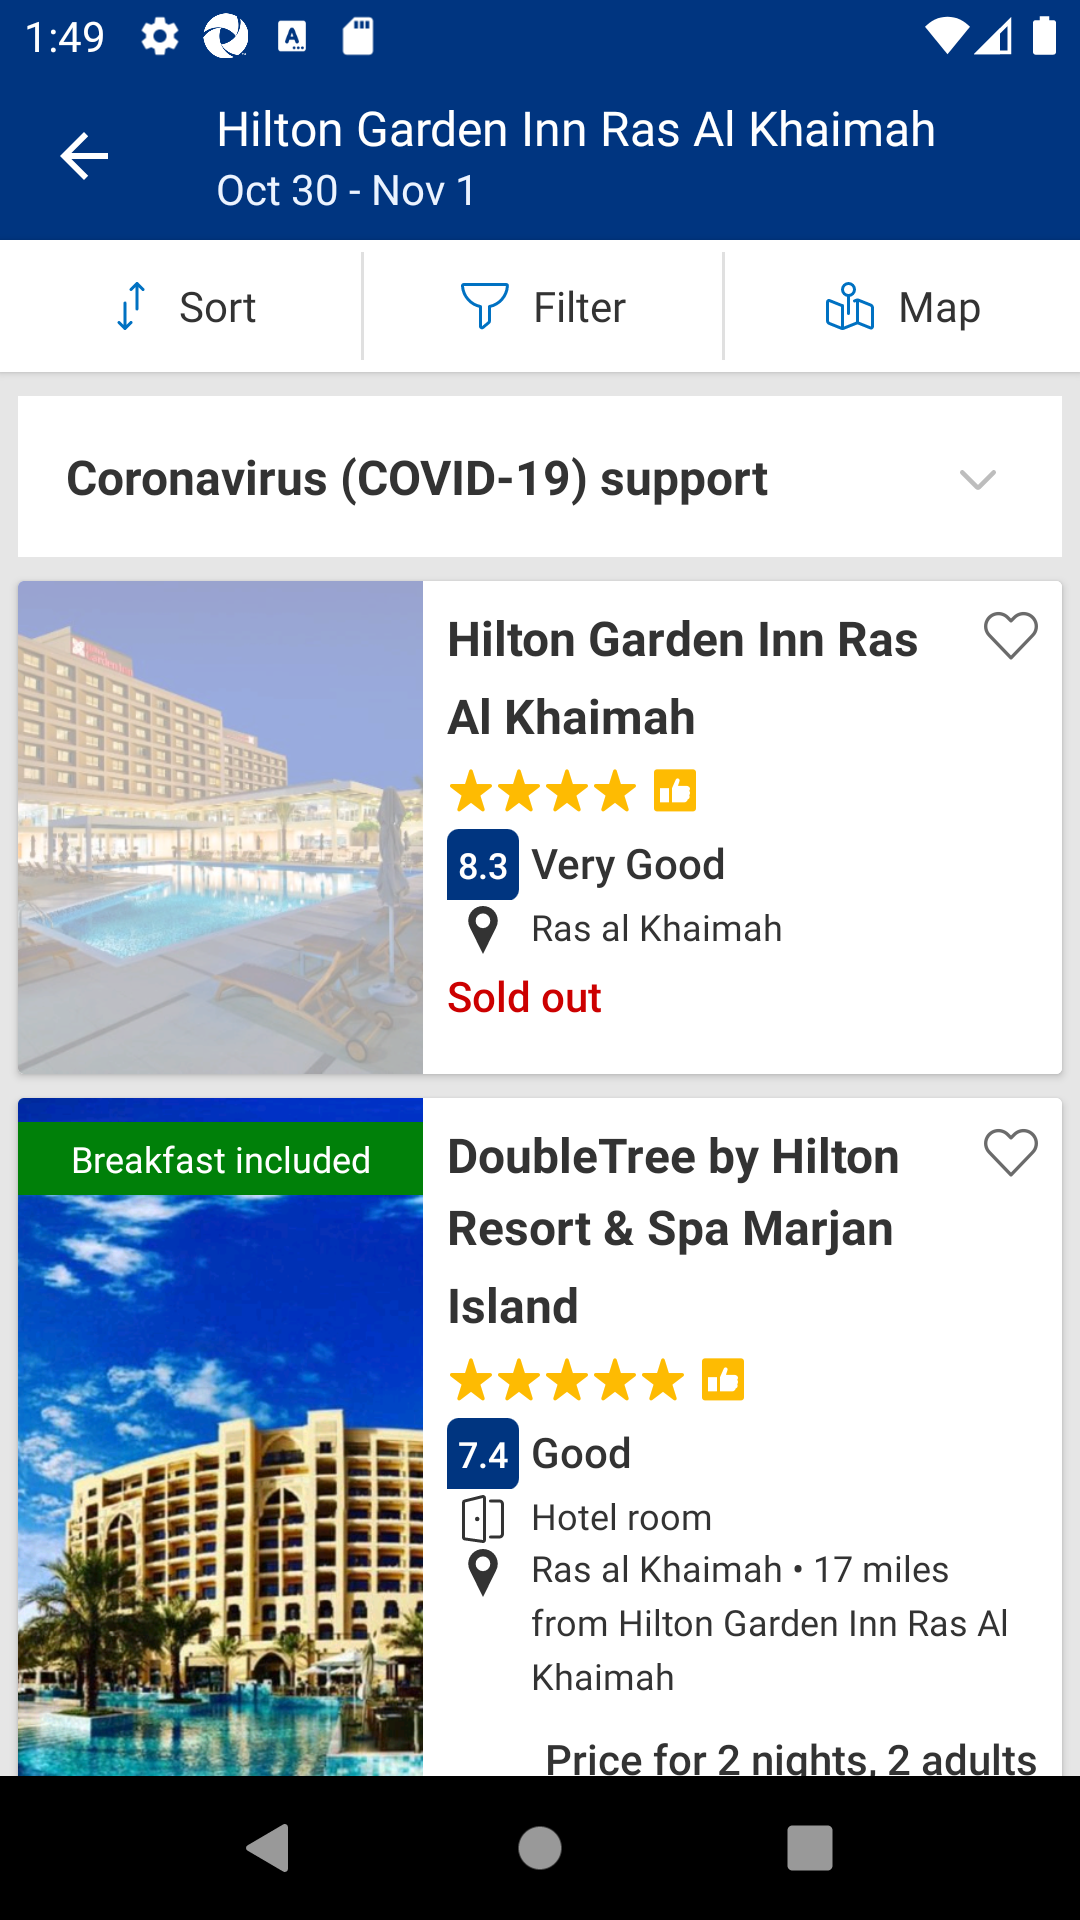 1:49
Hilton Garden Inn Ras Al Khaimah
Oct 30 - Nov 1
Sort
Filter
Map
Coronavirus (COVID-19) support
Hilton Garden Inn Ras
Al Khaimah
8.3 Very Good
Ras al Khaimah
Sold out
Breakfast included
DoubleTree by Hilton
Resort & Spa Marjan
Island
7.4 Good
Hotel room
Ras al Khaimah • 17 miles
from Hilton Garden Inn Ras Al
Khaimah
Price for 2 nights, 2 adults